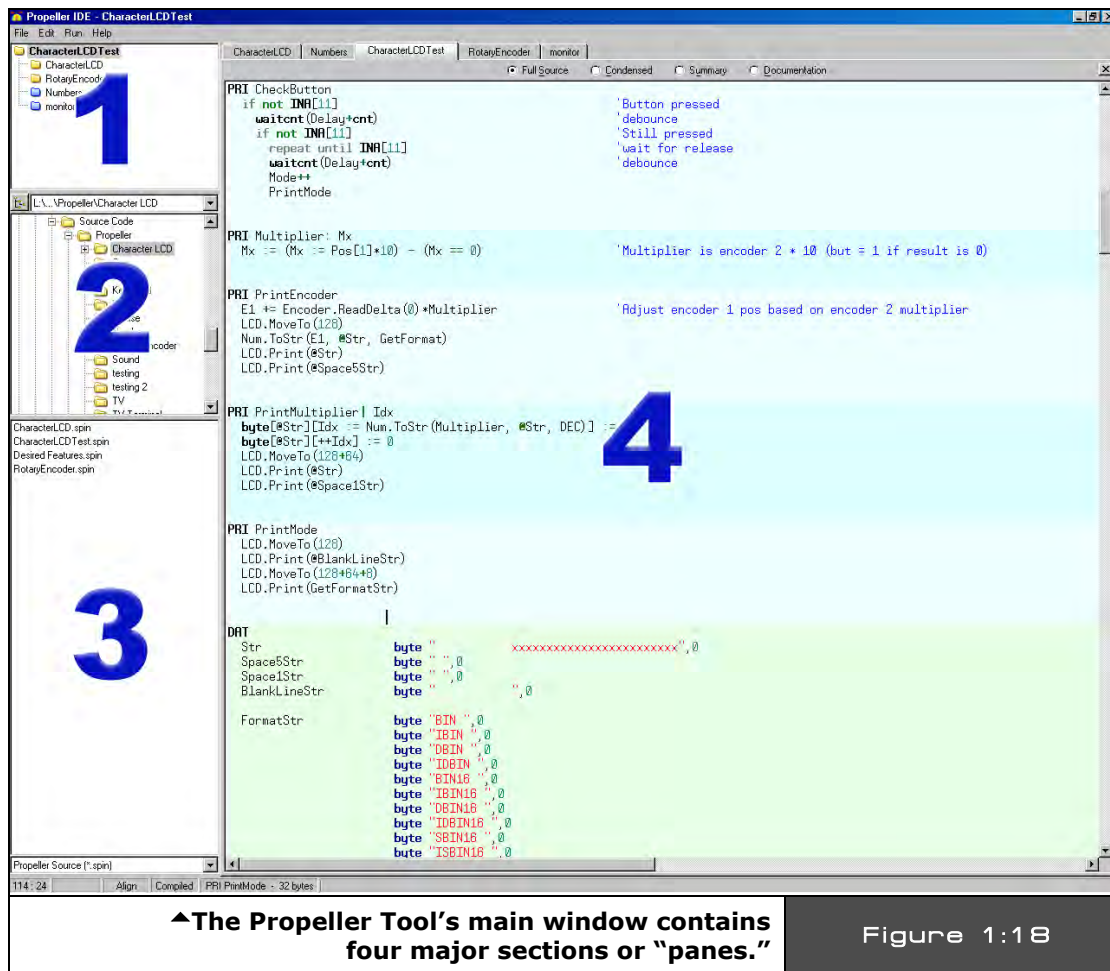 Propeller IDE - CharacterLCDTest
File Edit Run Help
CharacterLCDTest
CharacterLCD
RotaryEncod
Numbers
monito
1
L:\...\Propeller\Character LCD
Source Code
Propeller
Character LCD
Sound
testing
testing 2
TV
TV Terminal
2
CharacterLCD.spin
CharacterLCDTest.spin
Desired Features.spin
RotaryEncoder.spin
3
Propeller Source (*.spin)
CharacterLCD Numbers CharacterLCDTest RotaryEncoder monitor
Full Source Condensed Summary Documentation
PRI CheckButton
if not INA[11] 'Button pressed
waitcnt(Delay+cnt) 'debounce
if not INA[11] 'Still pressed
repeat until INA[11] 'wait for release
waitcnt(Delay+cnt) 'debounce
Mode++
PrintMode
PRI Multiplier: Mx
Mx := (Mx := Pos[1]*10) - (Mx == 0) 'Multiplier is encoder 2 * 10 (but = 1 if result is 0)
PRI PrintEncoder
E1 += Encoder.ReadDelta(0)*Multiplier 'Adjust encoder 1 pos based on encoder 2 multiplier
LCD.MoveTo(128)
Num.ToStr(E1, @Str, GetFormat)
LCD.Print(@Str)
LCD.Print(@Space5Str)
PRI PrintMultiplier| Idx
byte[@Str][Idx := Num.ToStr(Multiplier, @Str, DEC)] :=
byte[@Str][++Idx] := 0
LCD.MoveTo(128+64)
LCD.Print(@Str)
LCD.Print(@Space1Str)
4
PRI PrintMode
LCD.MoveTo(128)
LCD.Print(@BlankLineStr)
LCD.MoveTo(128+64+8)
LCD.Print(GetFormatStr)
DAT
Str byte "          xxxxxxxxxxxxxxxxxxxxxxxxx",0
Space5Str byte " ",0
Space1Str byte " ",0
BlankLineStr byte "          ",0
FormatStr byte "BIN ",0
byte "IBIN ",0
byte "DBIN ",0
byte "IDBIN ",0
byte "BIN16 ",0
byte "IBIN16 ",0
byte "DBIN16 ",0
byte "IDBIN16 ",0
byte "SBIN16 ",0
byte "ISBIN16 ",0
114 : 24 Align Compiled PRI PrintMode - 32 bytes
The Propeller Tool's main window contains
four major sections or “panes.”
Figure 1:18